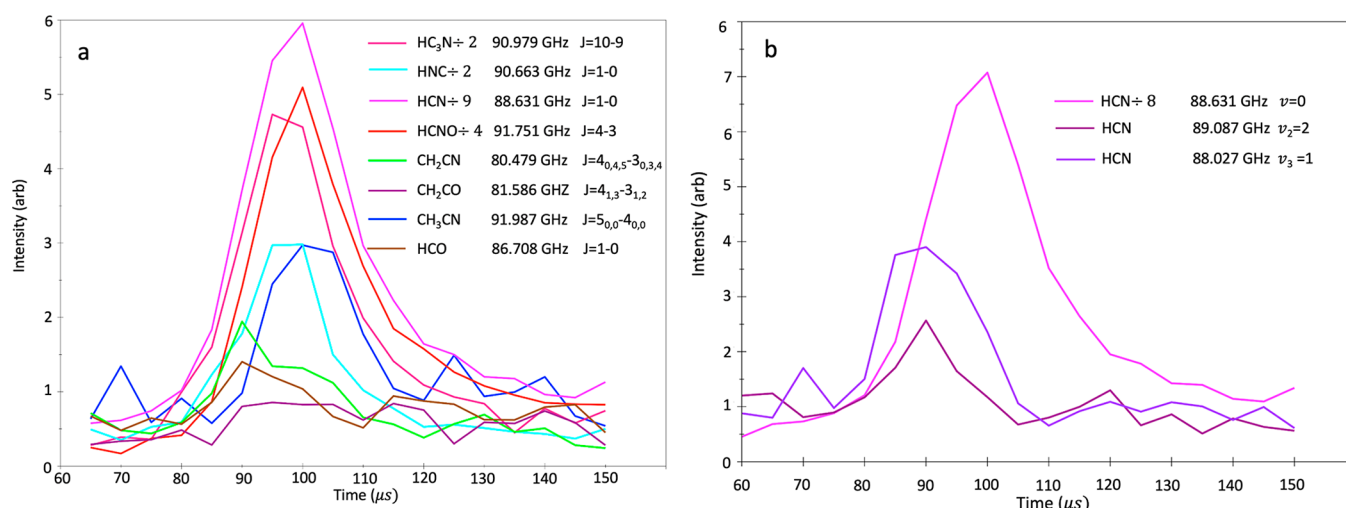 a
6
5
4
3
2
1
0
Intensity (arb)
HC₃N÷ 2 90.979 GHz J=10-9
HNC÷ 2 90.663 GHz J=1-0
HCN÷ 9 88.631 GHz J=1-0
HCNO÷ 4 91.751 GHz J=4-3
CH₂CN 80.479 GHz J=4₀,₄,₅-3₀,₃,₄
CH₂CO 81.586 GHZ J=4₁,₃-3₁,₂
CH₃CN 91.987 GHz J=5₀,₀-4₀,₀
HCO 86.708 GHz J=1-0
60 70 80 90 100 110 120 130 140 150
Time (μs)
b
6
7
6
5
4
3
2
1
0
Intensity (arb)
HCN÷ 8 88.631 GHz v=0
HCN 89.087 GHz v₂=2
HCN 88.027 GHz v₃ =1
60 70 80 90 100 110 120 130 140 150
Time (μs)